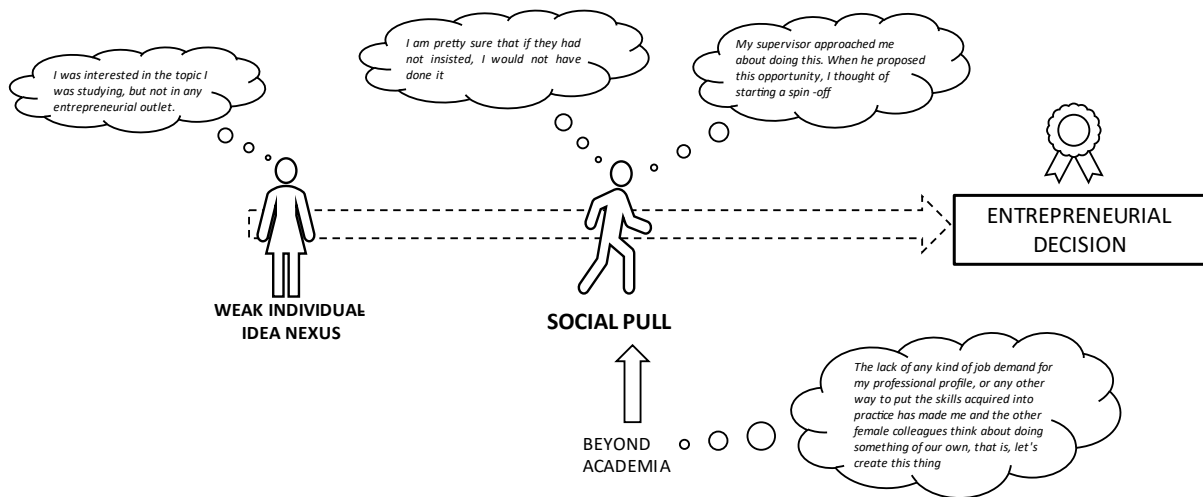 I was interested in the topic I
was studying, but not in any
entrepreneurial outlet.
I am pretty sure that if they had
not insisted, I would not have
done it
My supervisor approached me
about doing this. When he proposed
this opportunity, I thought of
starting a spin -off
ENTREPRENEURIAL
DECISION
WEAK INDIVIDUAL-
IDEA NEXUS
SOCIAL PULL
The lack of any kind of job demand for
my professional profile, or any other
way to put the skills acquired into
practice has made me and the other
female colleagues think about doing
something of our own, that is, let's
create this thing
BEYOND
ACADEMIA